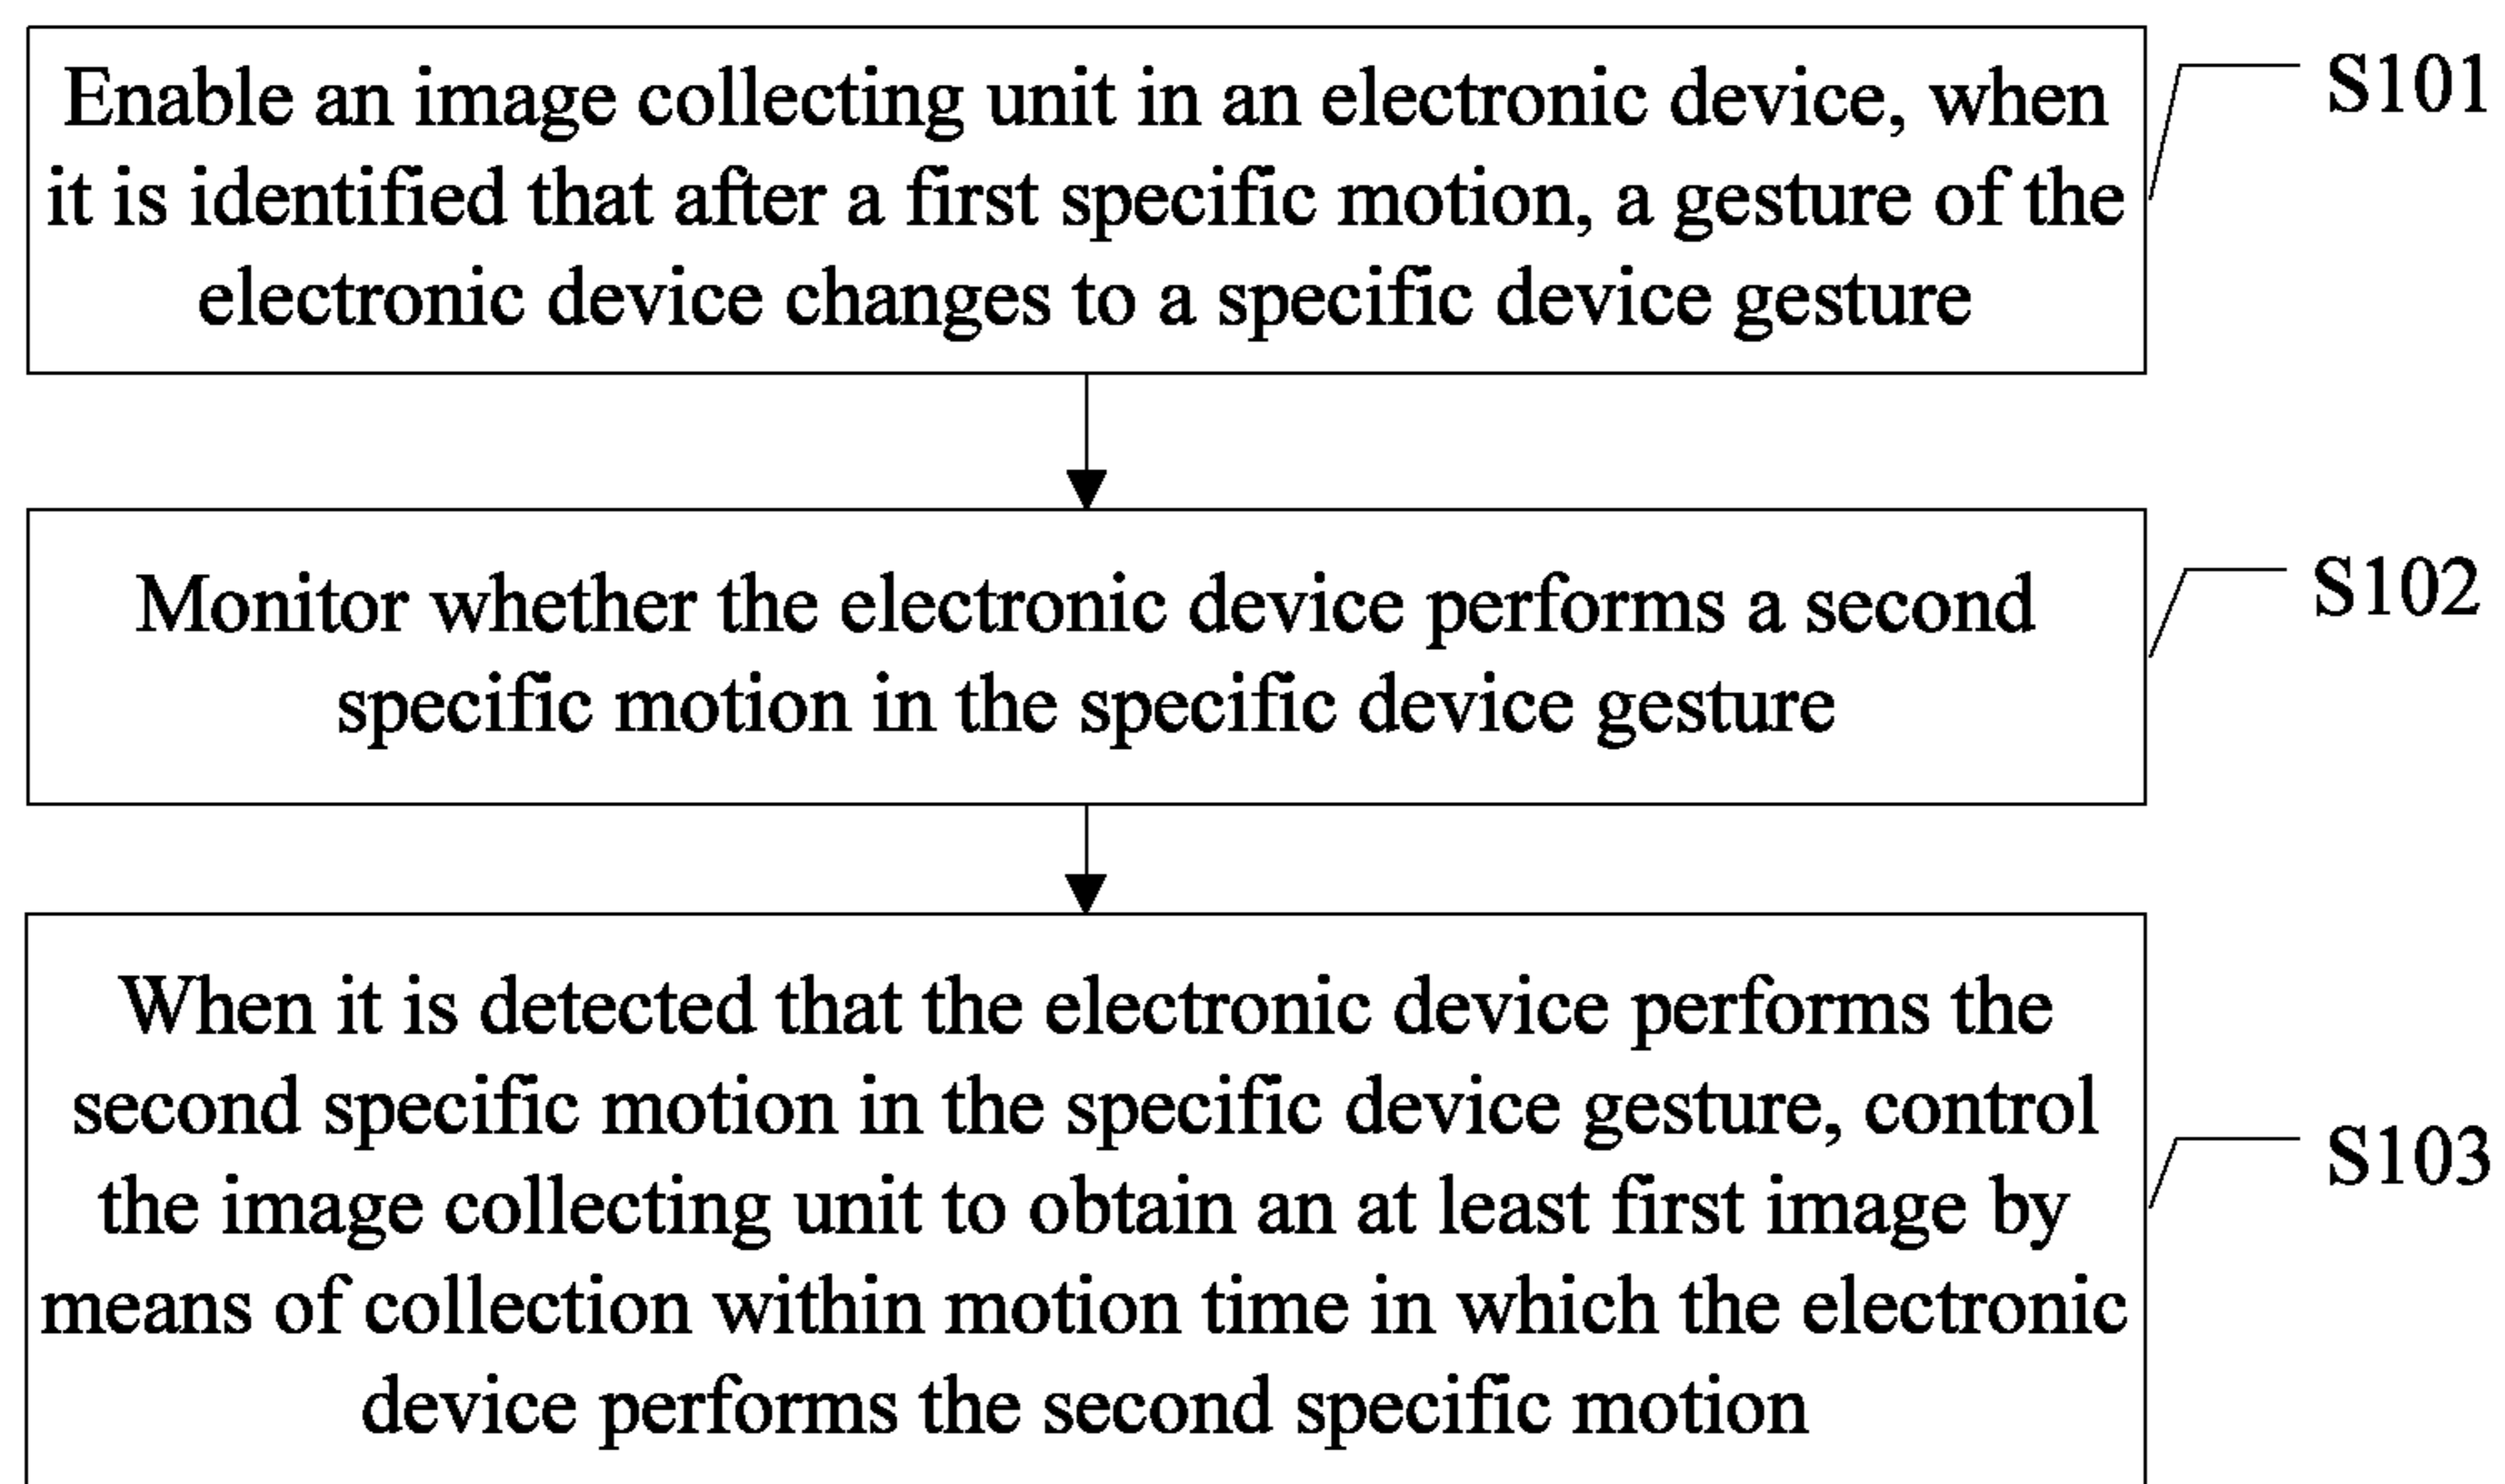 Enable an image collecting unit in an electronic device, when
it is identified that after a first specific motion, a gesture of the
electronic device changes to a specific device gesture
S101
Monitor whether the electronic device performs a second
specific motion in the specific device gesture
S102
When it is detected that the electronic device performs the
second specific motion in the specific device gesture, control
the image collecting unit to obtain an at least first image by
means of collection within motion time in which the electronic
device performs the second specific motion
S103